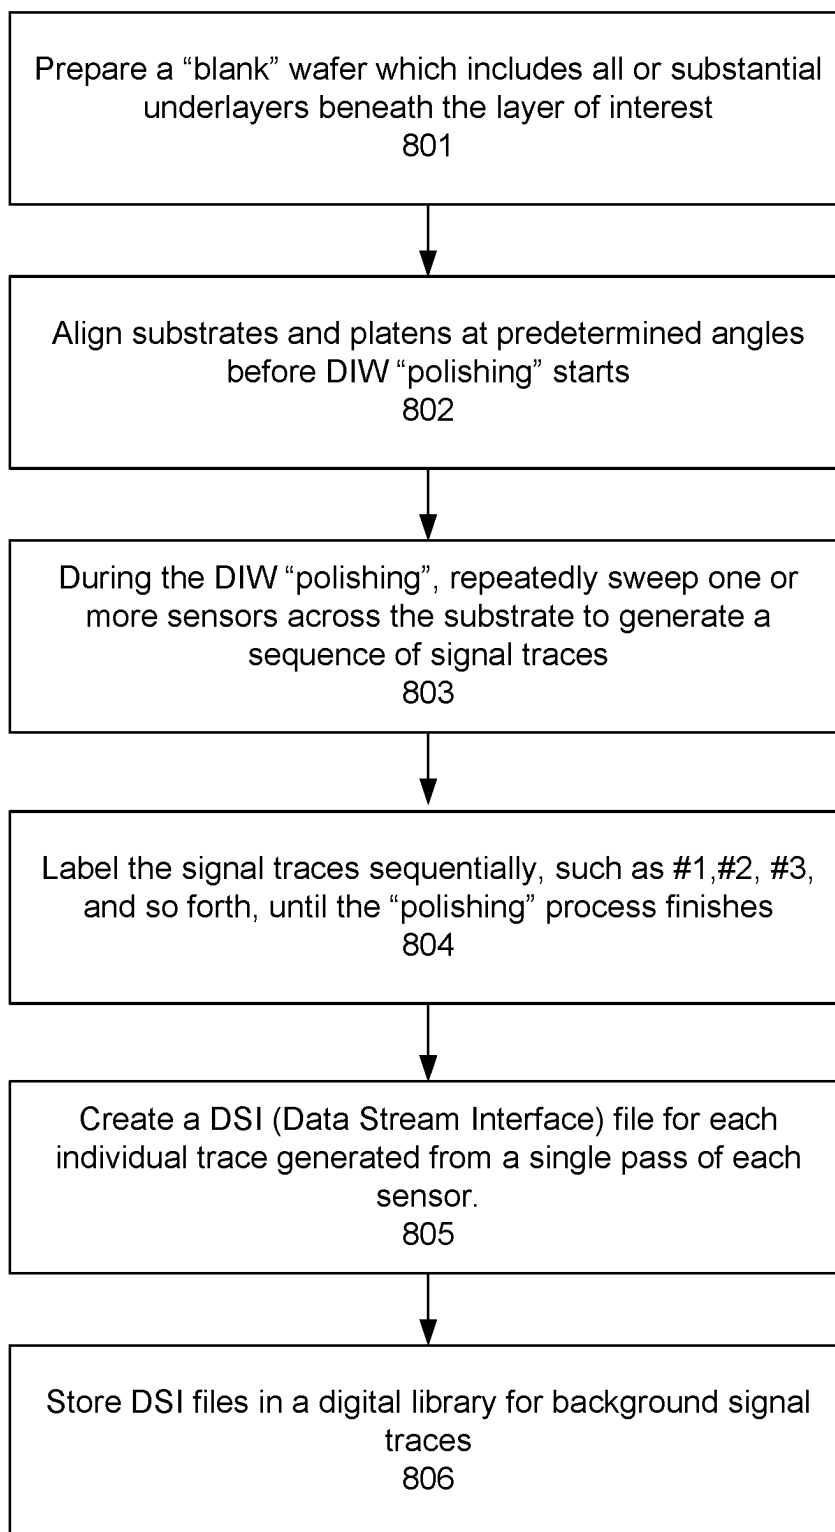 Prepare a “blank” wafer which includes all or substantial
underlayers beneath the layer of interest
801
Align substrates and platens at predetermined angles
before DIW “polishing” starts
802
During the DIW “polishing”, repeatedly sweep one or
more sensors across the substrate to generate a
sequence of signal traces
803
Label the signal traces sequentially, such as #1,#2, #3,
and so forth, until the “polishing” process finishes
804
Create a DSI (Data Stream Interface) file for each
individual trace generated from a single pass of each
sensor.
805
Store DSI files in a digital library for background signal
traces
806